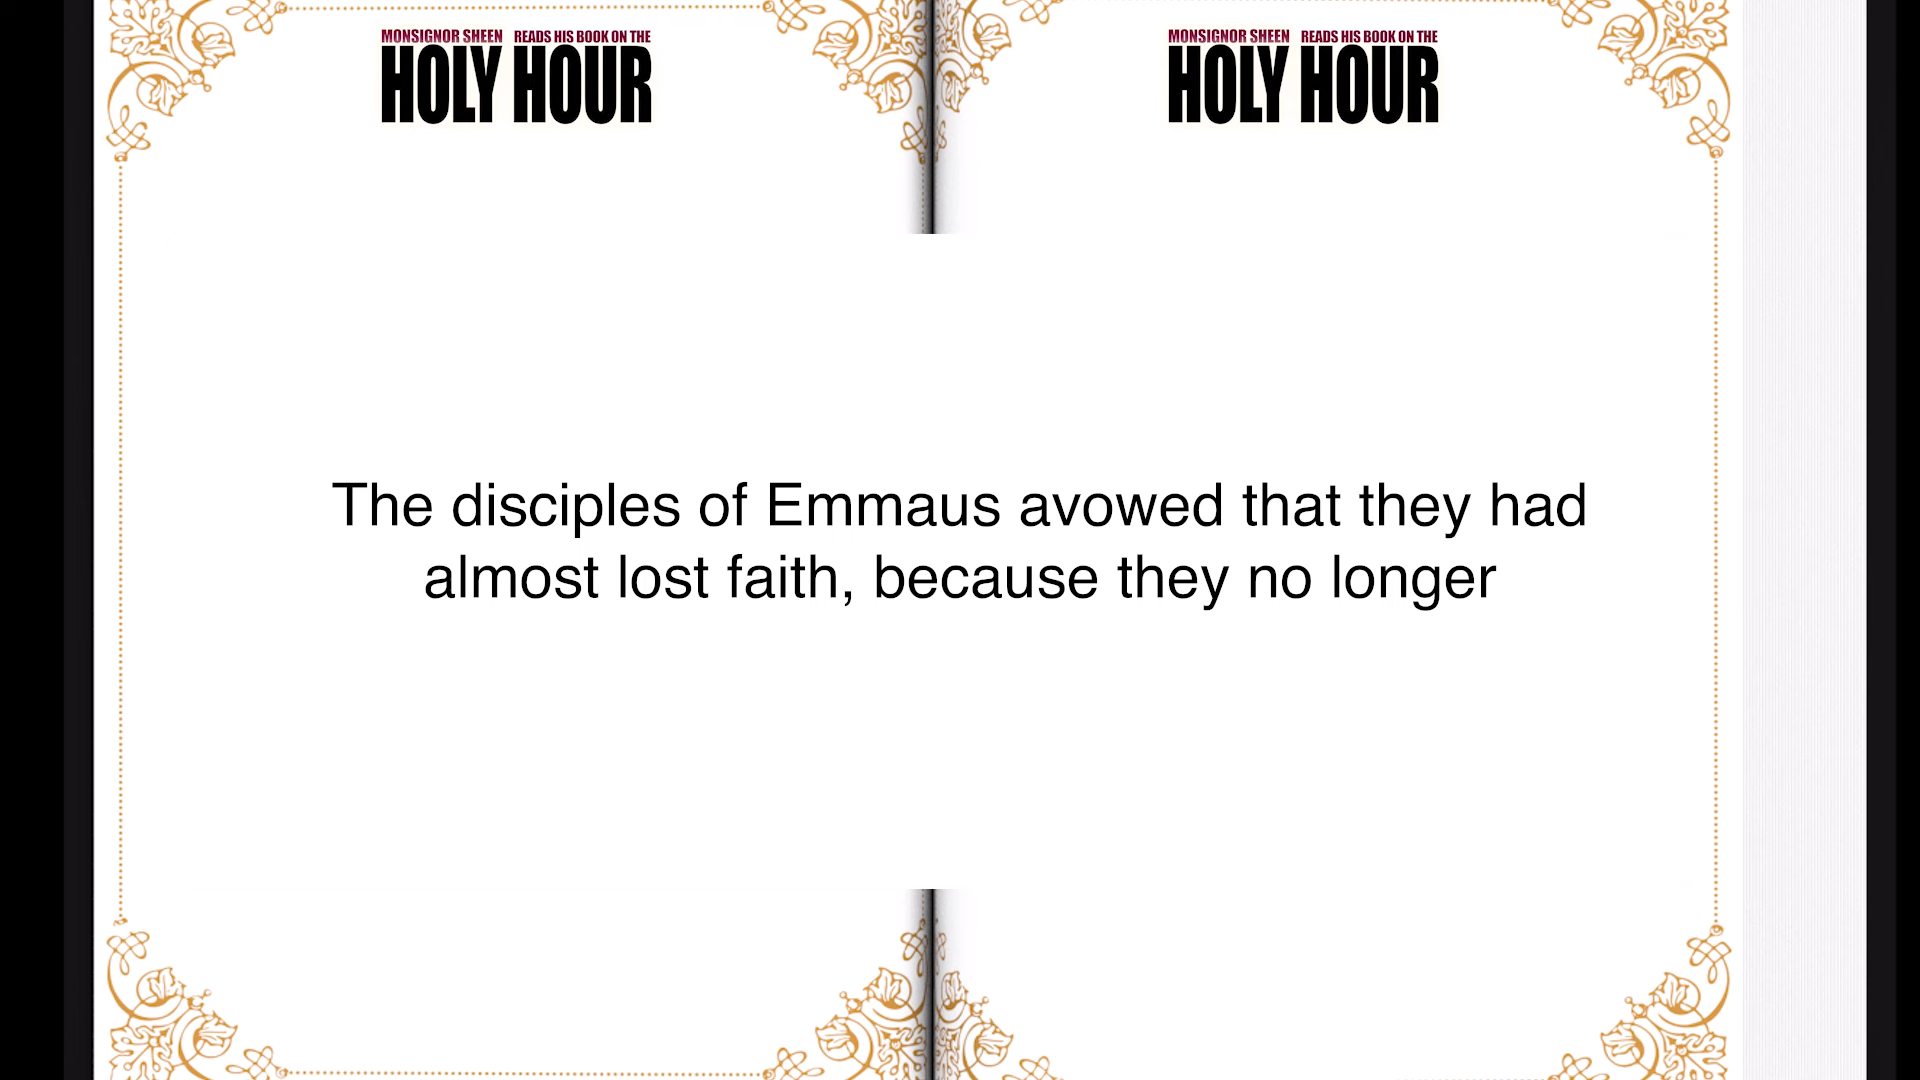 MONSIGNOR SHEEN READS HIS BOOK ON THE
HOLY HOUR
MONSIGNOR SHEEN READS HIS BOOK ON THE
HOLY HOUR
The disciples of Emmaus avowed that they had
almost lost faith, because they no longer